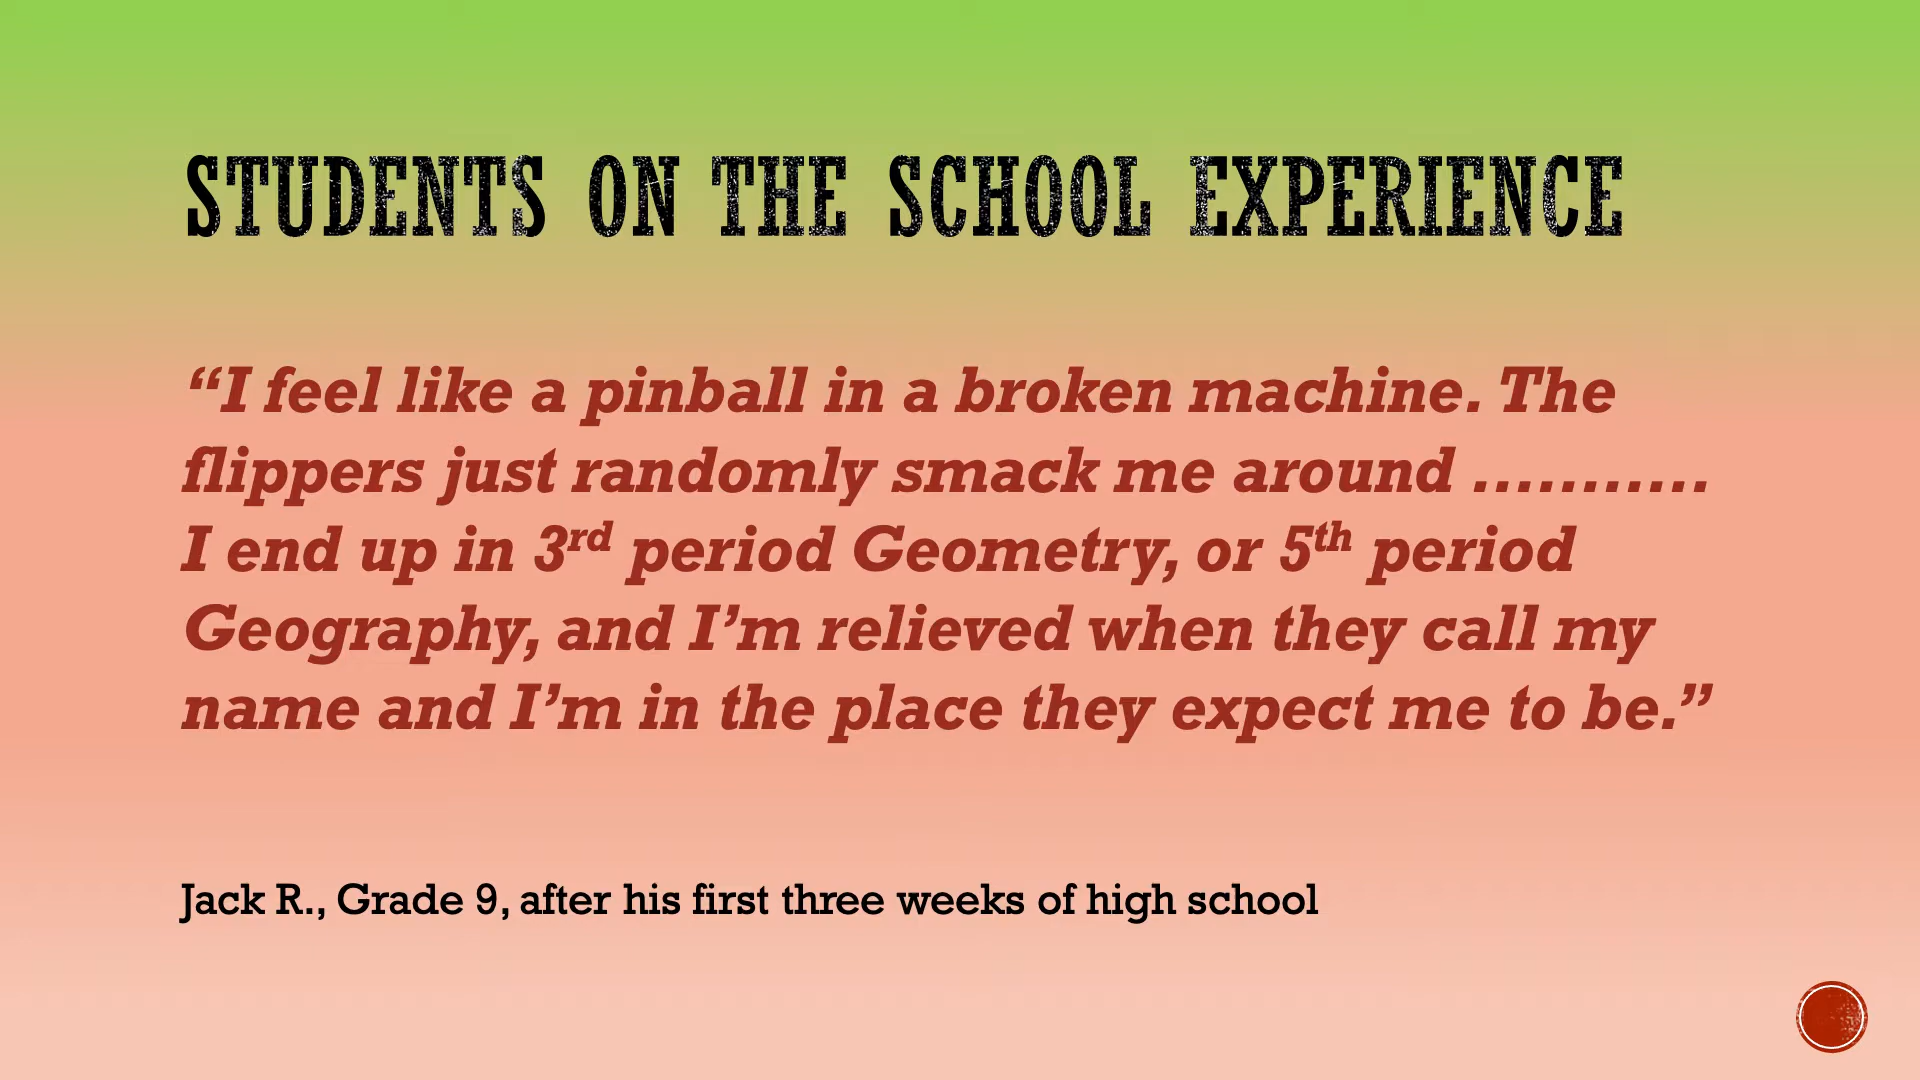 STUDENTS ON THE SCHOOL EXPERIENCE
“I feel like a pinball in a broken machine. The
flippers just randomly smack me around ...........
I end up in 3rd period Geometry, or 5th period
Geography, and I’m relieved when they call my
name and I’m in the place they expect me to be.”
Jack R., Grade 9, after his first three weeks of high school